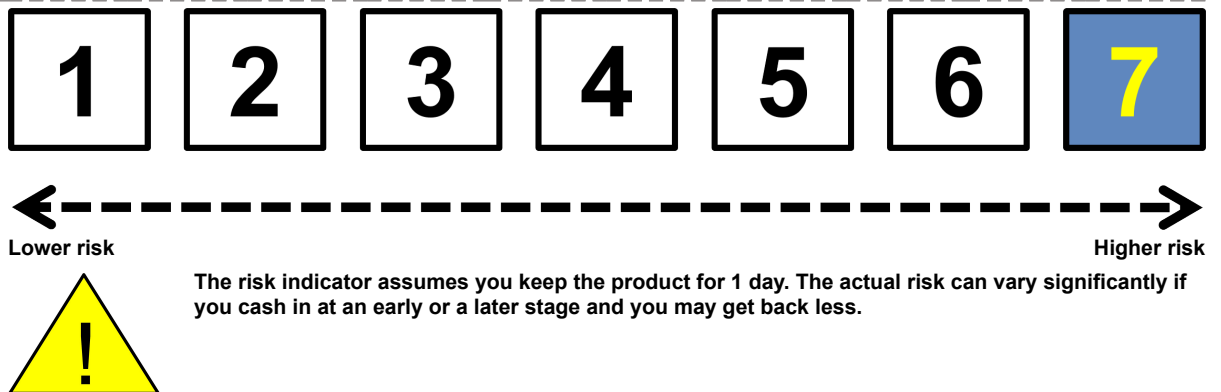 1 2 3 4 5 6 7
Lower risk Higher risk
The risk indicator assumes you keep the product for 1 day. The actual risk can vary significantly if
you cash in at an early or a later stage and you may get back less.
!